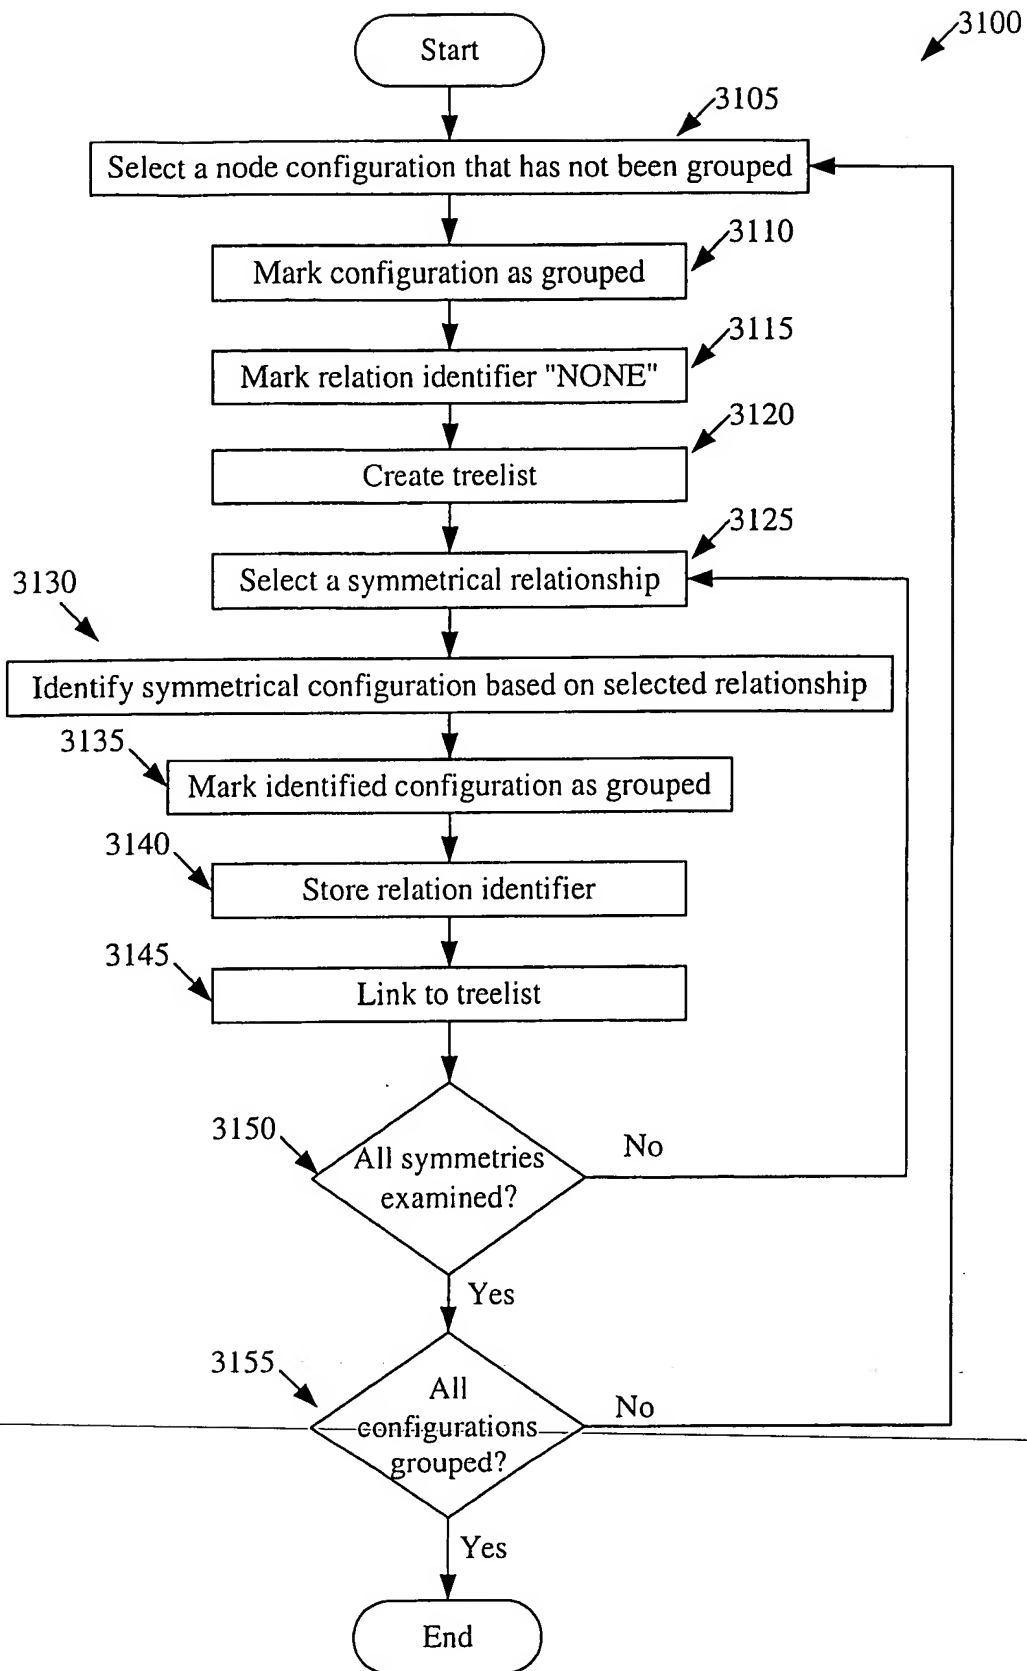 3100
Start
3105
Select a node configuration that has not been grouped
3110
Mark configuration as grouped
3115
Mark relation identifier "NONE"
3120
Create treelist
3125
Select a symmetrical relationship
3130
Identify symmetrical configuration based on selected relationship
3135
Mark identified configuration as grouped
3140
Store relation identifier
3145
Link to treelist
3150
All symmetries
examined?
No
Yes
3155
All
configurations
grouped?
No
Yes
End